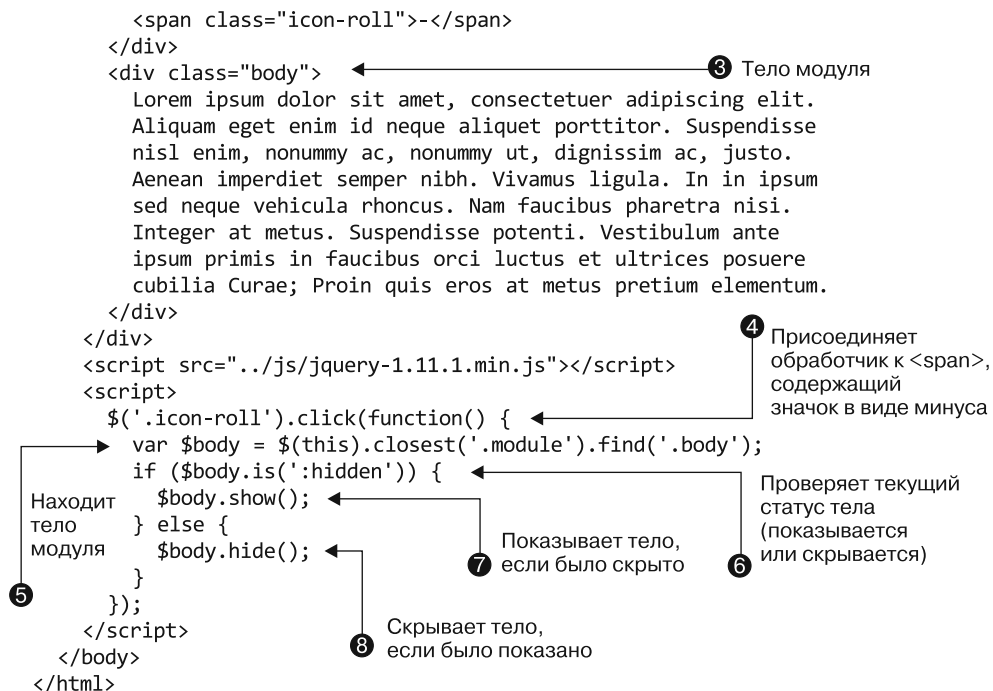 <span class="icon-roll">-</span>
</div>
<div class="body">
❸ Тело модуля
Lorem ipsum dolor sit amet, consectetuer adipiscing elit.
Aliquam eget enim id neque aliquet porttitor. Suspendisse
nisl enim, nonummy ac, nonummy ut, dignissim ac, justo.
Aenean imperdiet semper nibh. Vivamus ligula. In in ipsum
sed neque vehicula rhoncus. Nam faucibus pharetra nisi.
Integer at metus. Suspendisse potenti. Vestibulum ante
ipsum primis in faucibus orci luctus et ultrices posuere
cubilia Curae; Proin quis eros at metus pretium elementum.
</div>
</div>
<script src="../js/jquery-1.11.1.min.js"></script>
<script>
$('.icon-roll').click(function() {
❹ Присоединяет
обработчик к <span>,
содержащий
значок в виде минуса
var $body = $(this).closest('.module').find('.body');
if ($body.is(':hidden')) {
$body.show();
} else {
$body.hide();
}
});
</script>
</body>
</html>
Находит
тело
модуля
❺
Проверяет текущий
статус тела
(показывается
❻ или скрывается)
Показывает тело,
❼ если было скрыто
Скрывает тело,
❽ если было показано